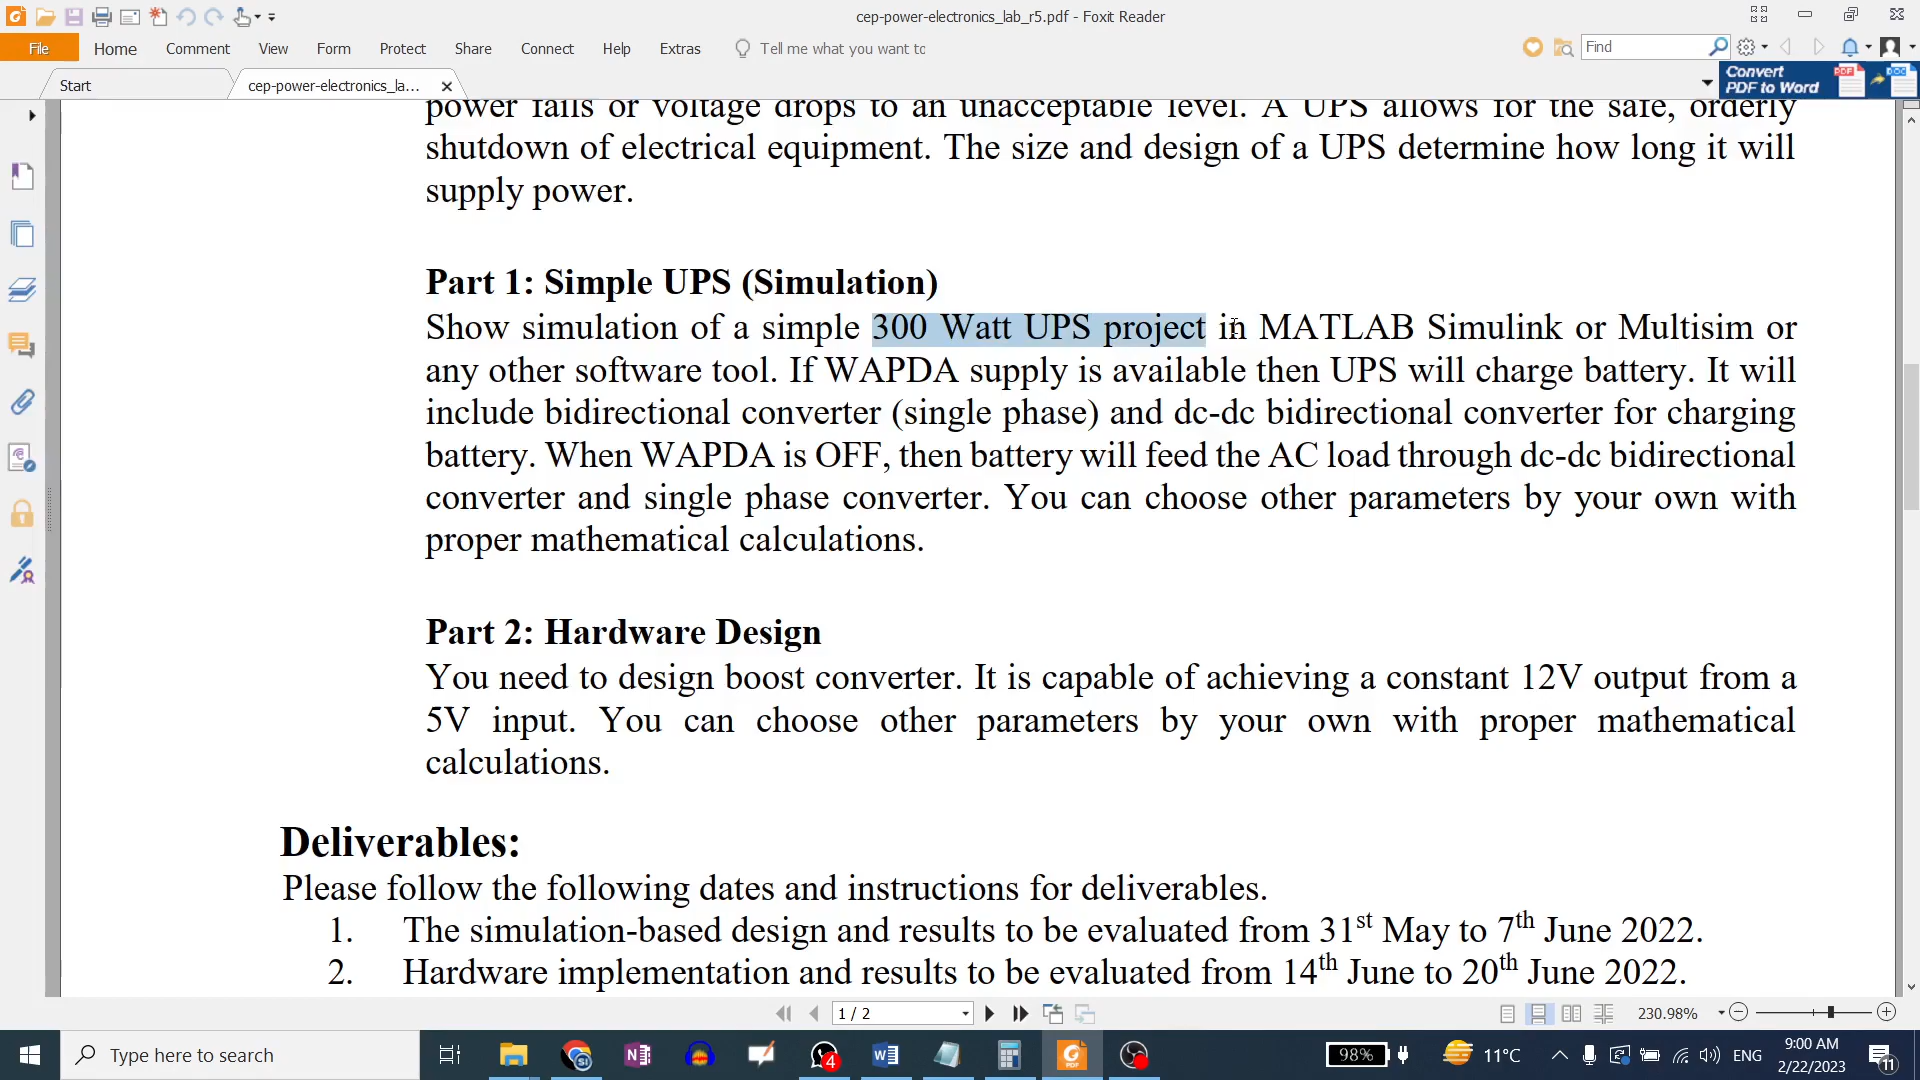 cep-power-electronics_lab_r5.pdf - Foxit Reader
File Home Comment View Form Protect Share Connect Help Extras Tell me what you want to Find
Start cep-power-electronics_la... Convert PDF to Word PDF DOC
power fails or voltage drops to an unacceptable level. A UPS allows for the safe, orderly
shutdown of electrical equipment. The size and design of a UPS determine how long it will
supply power.
Part 1: Simple UPS (Simulation)
Show simulation of a simple 300 Watt UPS project in MATLAB Simulink or Multisim or
any other software tool. If WAPDA supply is available then UPS will charge battery. It will
include bidirectional converter (single phase) and dc-dc bidirectional converter for charging
battery. When WAPDA is OFF, then battery will feed the AC load through dc-dc bidirectional
converter and single phase converter. You can choose other parameters by your own with
proper mathematical calculations.
Part 2: Hardware Design
You need to design boost converter. It is capable of achieving a constant 12V output from a
5V input. You can choose other parameters by your own with proper mathematical
calculations.
Deliverables:
Please follow the following dates and instructions for deliverables.
1. The simulation-based design and results to be evaluated from 31st May to 7th June 2022.
2. Hardware implementation and results to be evaluated from 14th June to 20th June 2022.
1 / 2 230.98%
Type here to search 4 98% 11°C ENG 9:00 AM
2/22/2023 11